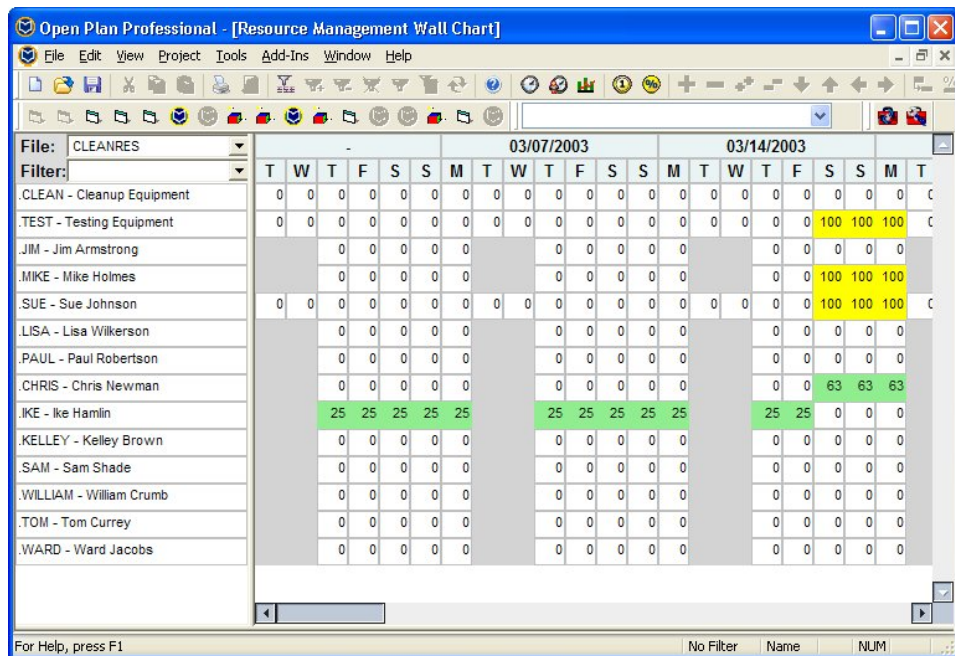 Open Plan Professional - [Resource Management Wall Chart]
File Edit View Project Tools Add-Ins Window Help
File: CLEANRES - 03/07/2003 03/14/2003
Filter: T W T F S S M T W T F S S M T W T F S S M T
.CLEAN - Cleanup Equipment 0 0 0 0 0 0 0 0 0 0 0 0 0 0 0 0 0 0 0 0 0 0
.TEST - Testing Equipment 0 0 0 0 0 0 0 0 0 0 0 0 0 0 0 0 0 0 100 100 100 0
.JIM - Jim Armstrong 0 0 0 0 0 0 0 0 0 0 0 0 0 0 0
.MIKE - Mike Holmes 0 0 0 0 0 0 0 0 0 0 0 0 100 100 100
.SUE - Sue Johnson 0 0 0 0 0 0 0 0 0 0 0 0 0 0 0 0 0 0 100 100 100 0
.LISA - Lisa Wilkerson 0 0 0 0 0 0 0 0 0 0 0 0 0 0 0
.PAUL - Paul Robertson 0 0 0 0 0 0 0 0 0 0 0 0 0 0 0
.CHRIS - Chris Newman 0 0 0 0 0 0 0 0 0 0 0 0 63 63 63
.IKE - Ike Hamlin 25 25 25 25 25 25 25 25 25 25 25 25 0 0 0
.KELLEY - Kelley Brown 0 0 0 0 0 0 0 0 0 0 0 0 0 0 0
.SAM - Sam Shade 0 0 0 0 0 0 0 0 0 0 0 0 0 0 0
.WILLIAM - William Crumb 0 0 0 0 0 0 0 0 0 0 0 0 0 0 0
.TOM - Tom Currey 0 0 0 0 0 0 0 0 0 0 0 0 0 0 0
.WARD - Ward Jacobs 0 0 0 0 0 0 0 0 0 0 0 0 0 0 0
For Help, press F1 No Filter Name NUM